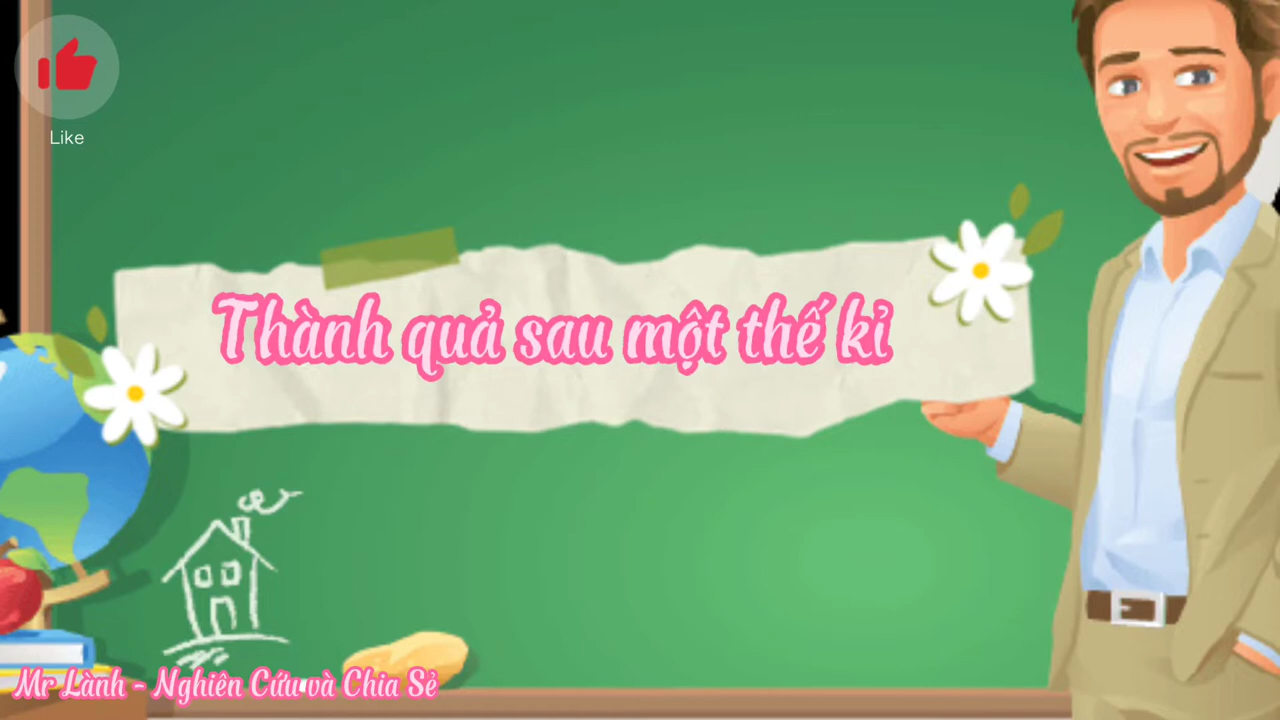 Like
Thành quả sau một thế kỉ
Mr Lành - Nghiên Cứu và Chia Sẻ